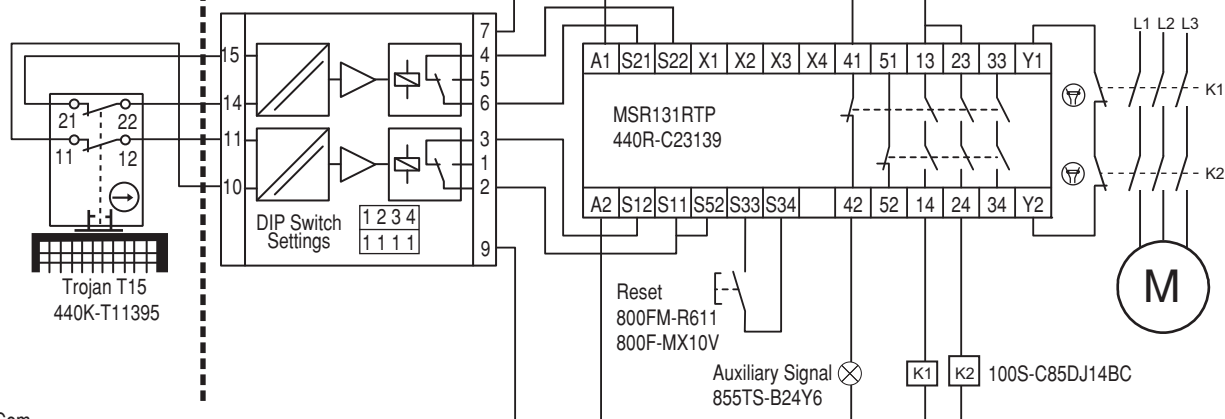 L1 L2 L3
7
15 4 A1 S21 S22 X1 X2 X3 X4 41 51 13 23 33 Y1
5
K1
14 6
21 22
MSR131RTP
440R-C23139
11 3
11 12
1
K2
10 2
A2 S12 S11 S52 S33 S34 42 52 14 24 34 Y2
DIP Switch
Settings
1 2 3 4
1 1 1 1
9
M
Trojan T15
440K-T11395
Reset
800FM-R611
800F-MX10V
Auxiliary Signal
855TS-B24Y6
K1 K2 100S-C85DJ14BC